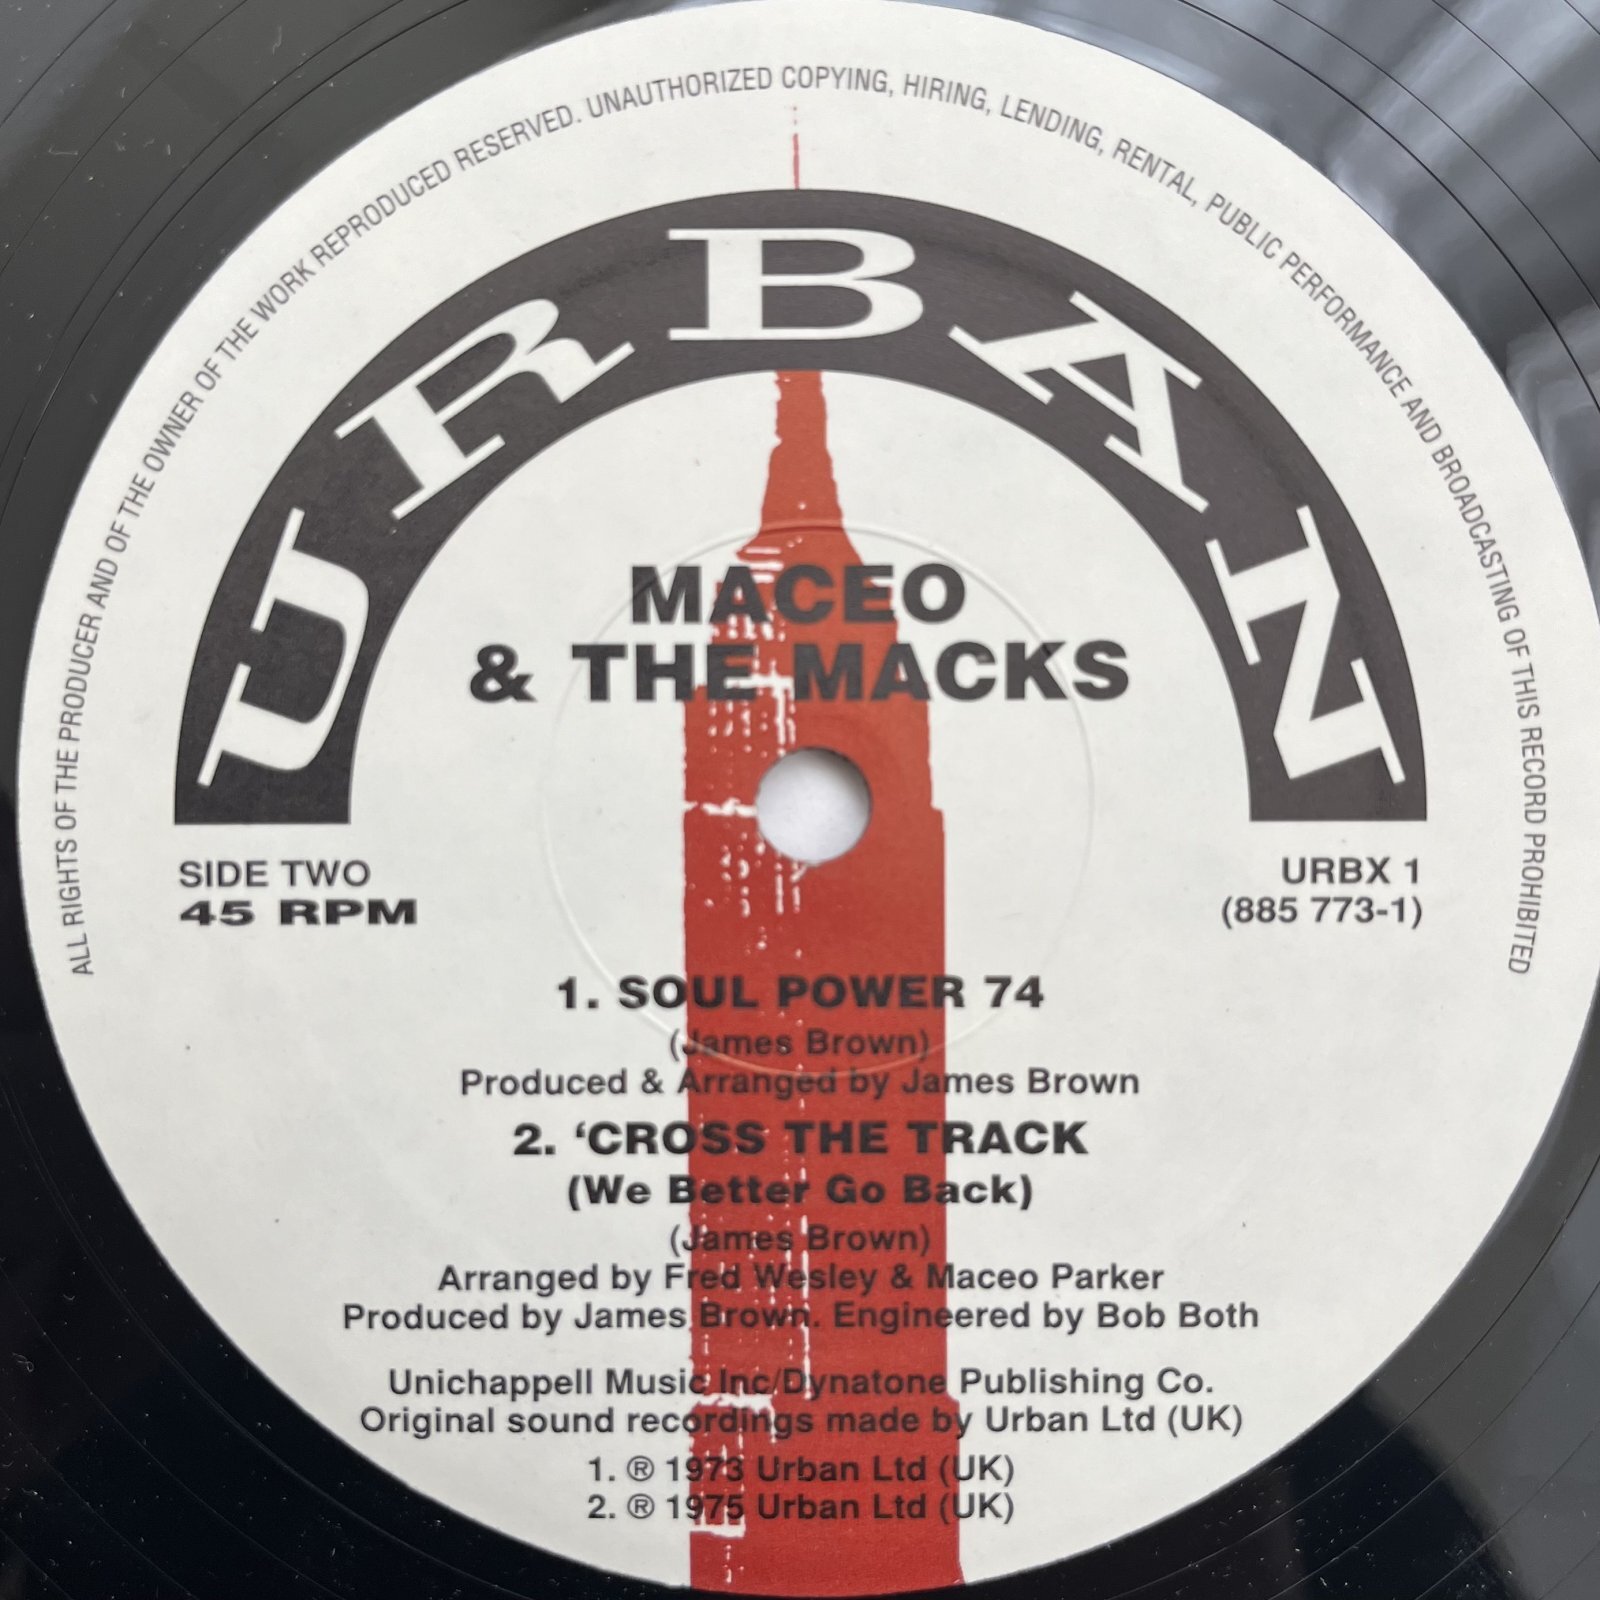 ALL RIGHTS OF THE PRODUCER AND OF THE OWNER OF THE WORK REPRODUCED RESERVED. UNAUTHORIZED COPYING, HIRING, LENDING, RENTAL, PUBLIC PERFORMANCE AND BROADCASTING OF THIS RECORD PROHIBITED
URBAN
MACEO
& THE MACKS
SIDE TWO
45 RPM
URBX 1
(885 773-1)
1. SOUL POWER 74
(James Brown)
Produced & Arranged by James Brown
2. ‘CROSS THE TRACK
(We Better Go Back)
(James Brown)
Arranged by Fred Wesley & Maceo Parker
Produced by James Brown. Engineered by Bob Both
Unichappell Music Inc/Dynatone Publishing Co.
Original sound recordings made by Urban Ltd (UK)
1. ® 1973 Urban Ltd (UK)
2. ® 1975 Urban Ltd (UK)